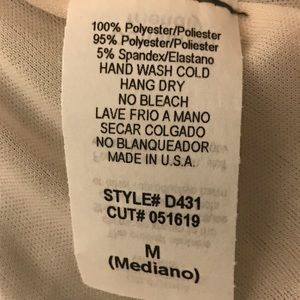 100% Polyester/Poliester
95% Polyester/Poliester
5% Spandex/Elastano
HAND WASH COLD
HANG DRY
NO BLEACH
LAVE FRIO A MANO
SECAR COLGADO
NO BLANQUEADOR
MADE IN U.S.A.
STYLE# D431
CUT# 051619
M
(Mediano)